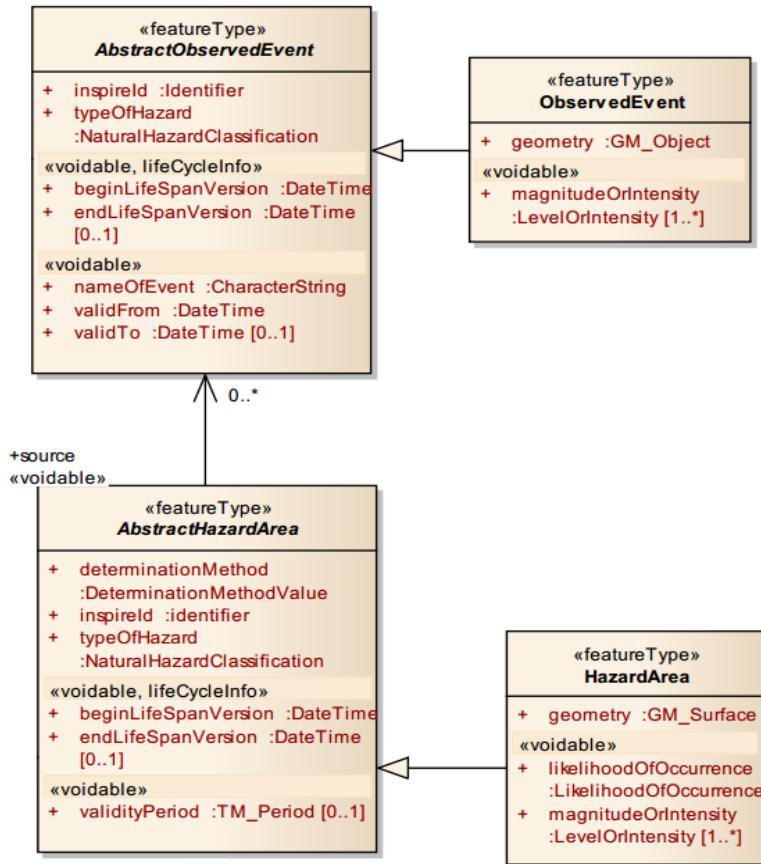 «featureType»
AbstractObservedEvent
+ inspireId :Identifier
+ typeOfHazard
:NaturalHazardClassification
«voidable, lifeCycleInfo»
+ beginLifeSpanVersion :DateTime
+ endLifeSpanVersion :DateTime
[0..1]
«voidable»
+ nameOfEvent :CharacterString
+ validFrom :DateTime
+ validTo :DateTime [0..1]
«featureType»
ObservedEvent
+ geometry :GM_Object
«voidable»
+ magnitudeOrIntensity
:LevelOrIntensity [1..*]
0..*
+source
«voidable»
«featureType»
AbstractHazardArea
+ determinationMethod
:DeterminationMethodValue
+ inspireId :identifier
+ typeOfHazard
:NaturalHazardClassification
«voidable, lifeCycleInfo»
+ beginLifeSpanVersion :DateTime
+ endLifeSpanVersion :DateTime
[0..1]
«voidable»
+ validityPeriod :TM_Period [0..1]
«featureType»
HazardArea
+ geometry :GM_Surface
«voidable»
+ likelihoodOfOccurrence
:LikelihoodOfOccurrence
+ magnitudeOrIntensity
:LevelOrIntensity [1..*]